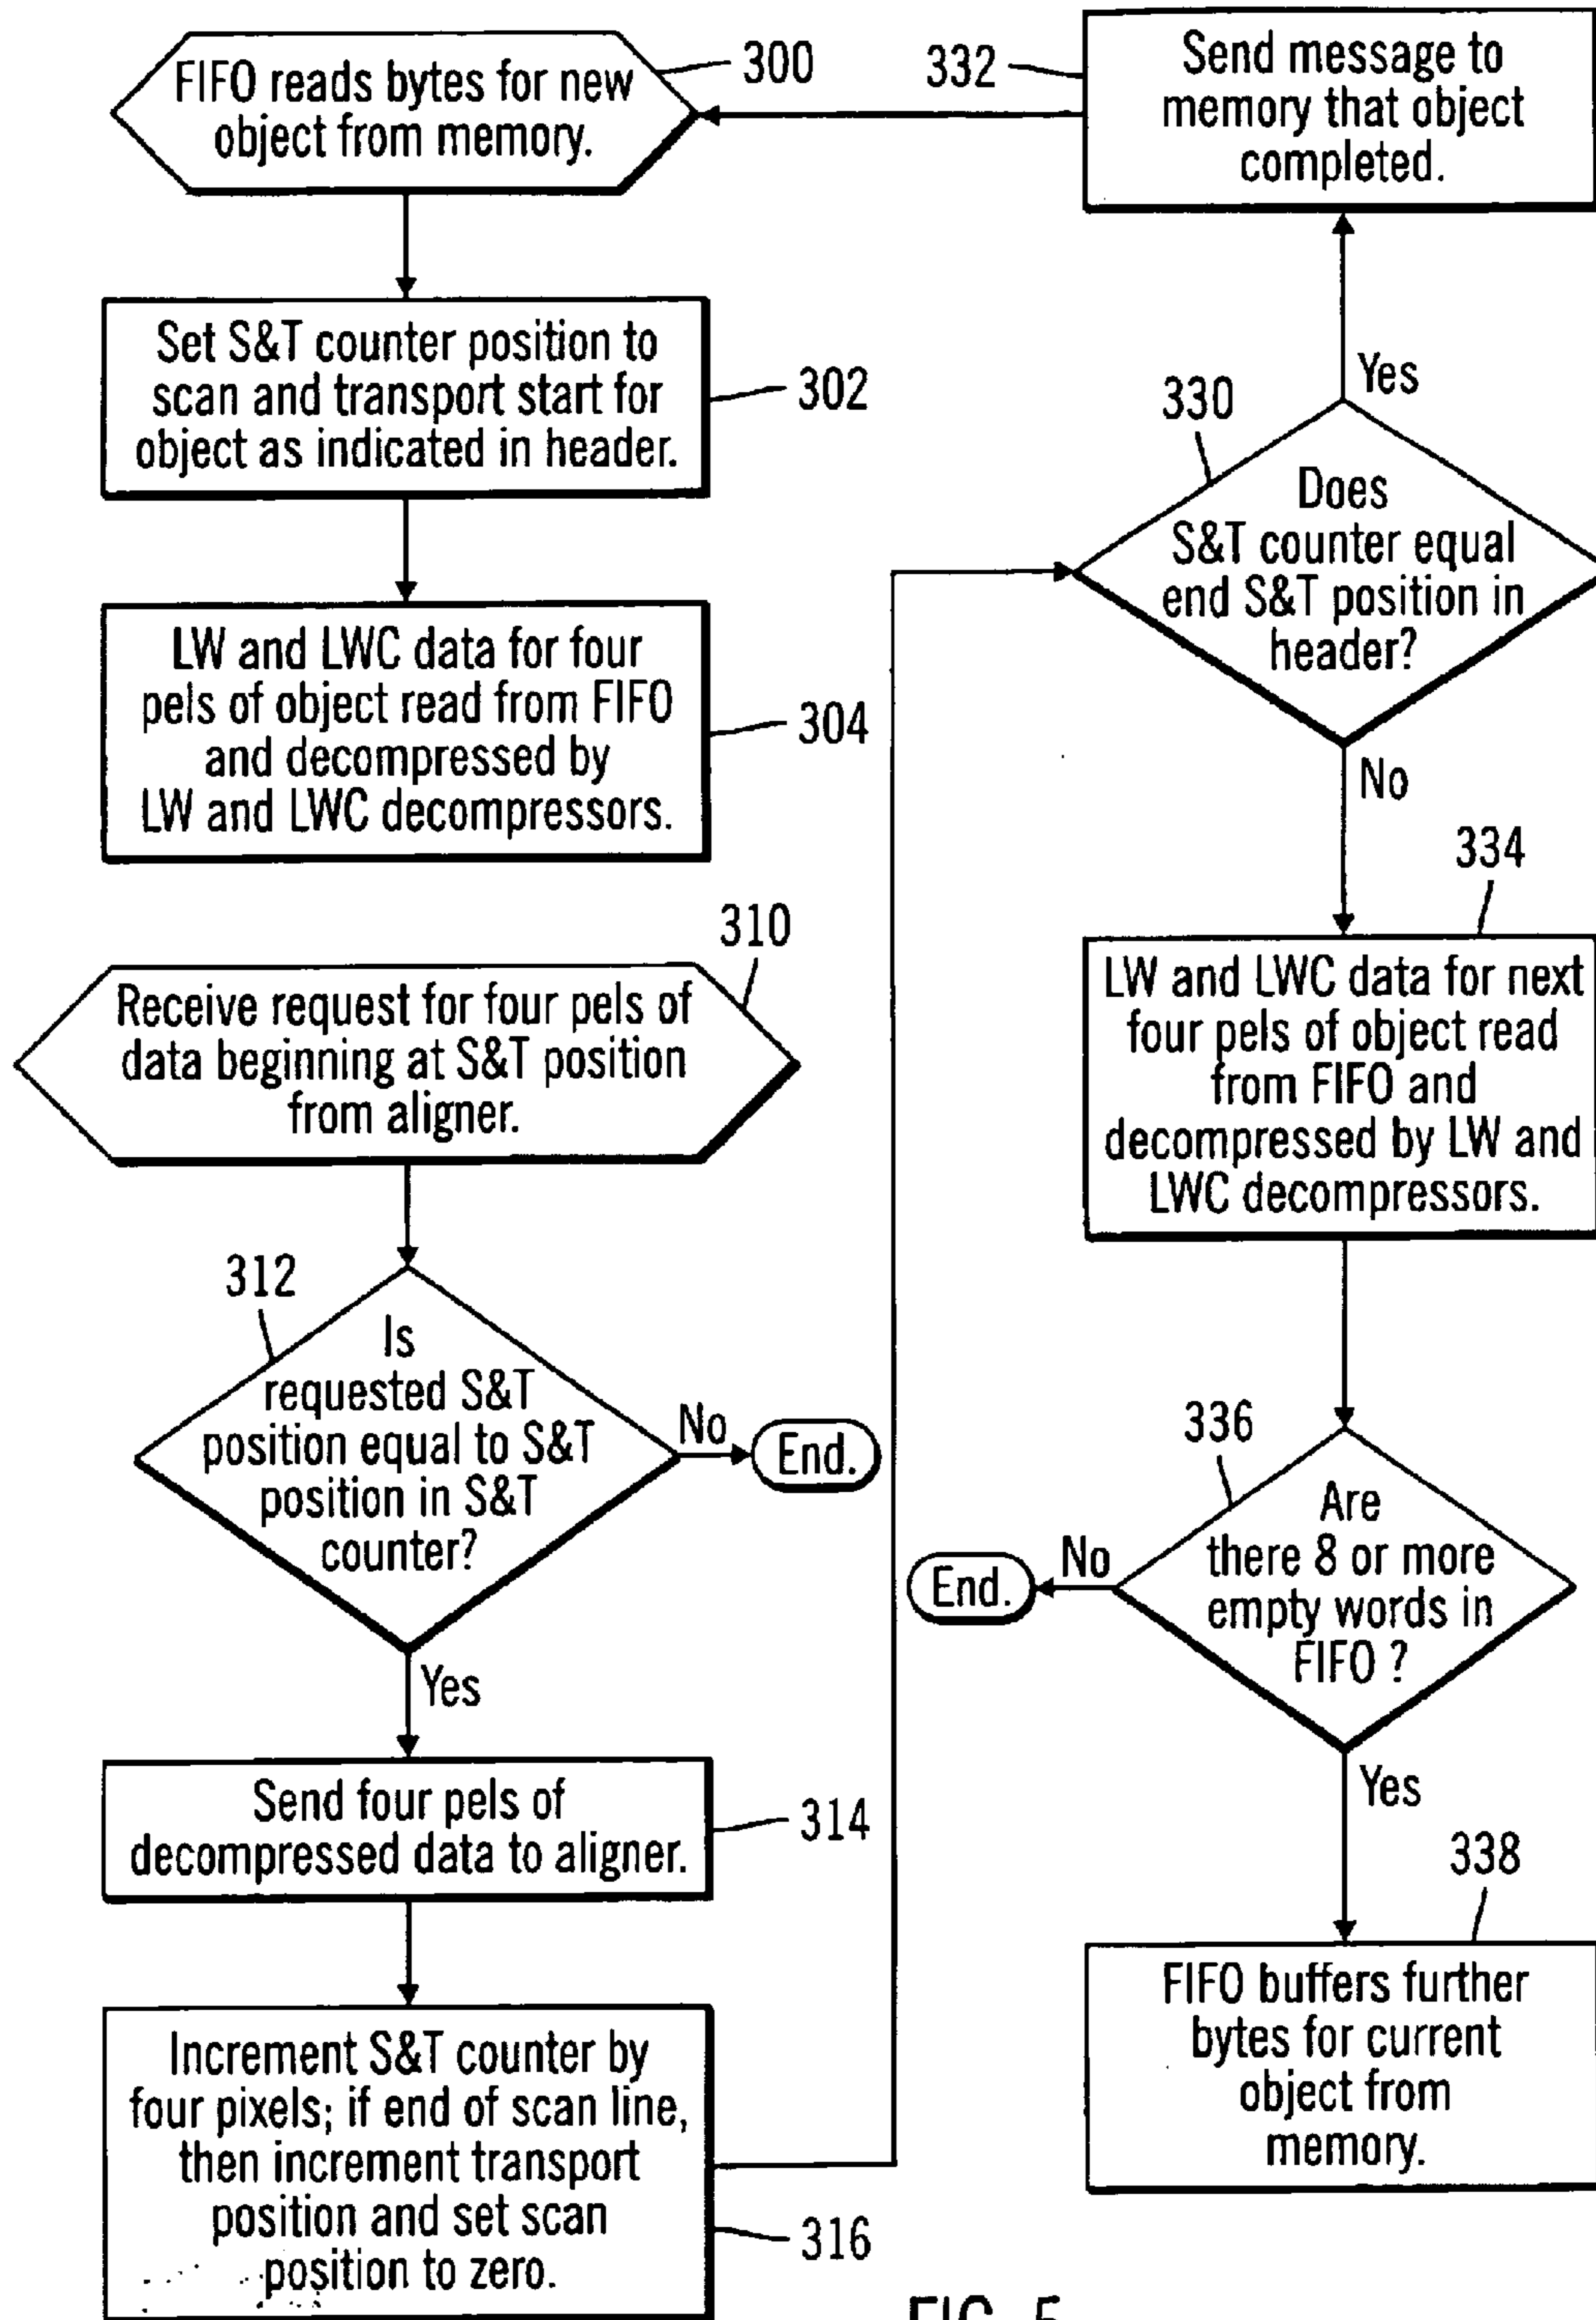 FIFO reads bytes for new
object from memory.
300
Set S&T counter position to
scan and transport start for
object as indicated in header.
302
LW and LWC data for four
pels of object read from FIFO
and decompressed by
LW and LWC decompressors.
304
310
Receive request for four pels of
data beginning at S&T position
from aligner.
312
Is
requested S&T
position equal to S&T
position in S&T
counter?
No
End.
Yes
Send four pels of
decompressed data to aligner.
314
Increment S&T counter by
four pixels; if end of scan line,
then increment transport
position and set scan
position to zero.
316
332
Send message to
memory that object
completed.
Yes
330
Does
S&T counter equal
end S&T position in
header?
No
334
LW and LWC data for next
four pels of object read
from FIFO and
decompressed by LW and
LWC decompressors.
336
Are
there 8 or more
empty words in
FIFO ?
No
End.
Yes
338
FIFO buffers further
bytes for current
object from
memory.
FIG. 5